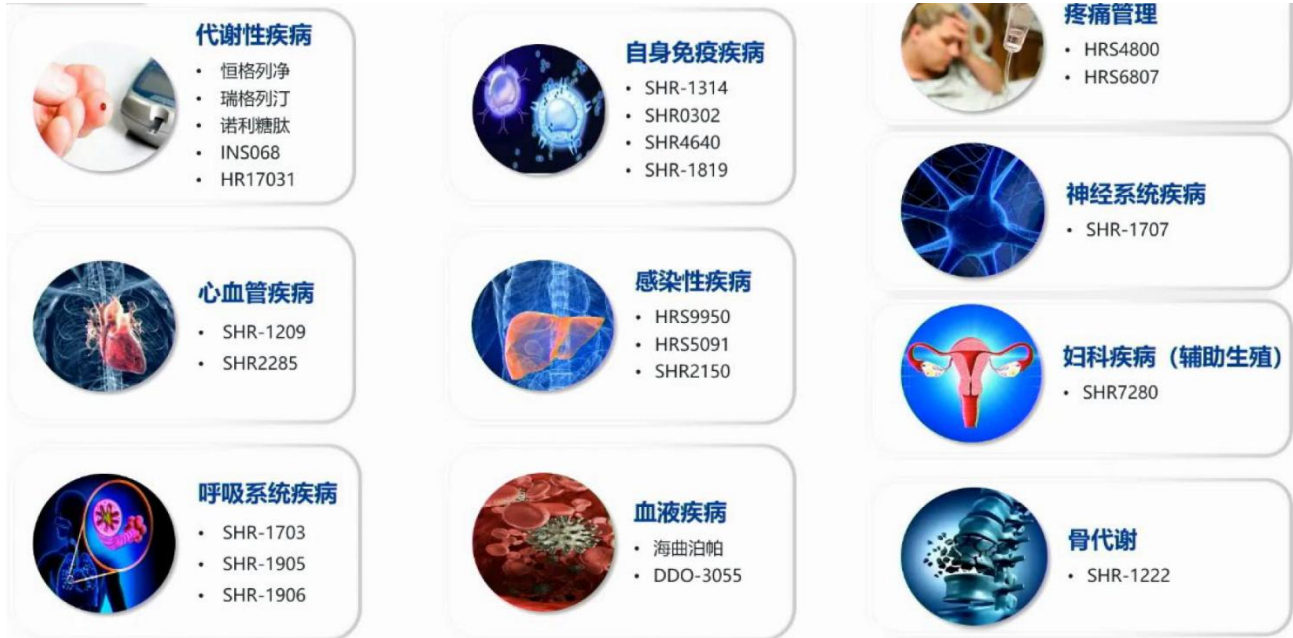 代谢性疾病
• 恒格列净
• 瑞格列汀
• 诺利糖肽
• INS068
• HR17031
心血管疾病
• SHR-1209
• SHR2285
呼吸系统疾病
• SHR-1703
• SHR-1905
• SHR-1906
自身免疫疾病
• SHR-1314
• SHR0302
• SHR4640
• SHR-1819
感染性疾病
• HRS9950
• HRS5091
• SHR2150
血液疾病
• 海曲泊帕
• DDO-3055
疼痛管理
• HRS4800
• HRS6807
神经系统疾病
• SHR-1707
妇科疾病（辅助生殖）
• SHR7280
骨代谢
• SHR-1222